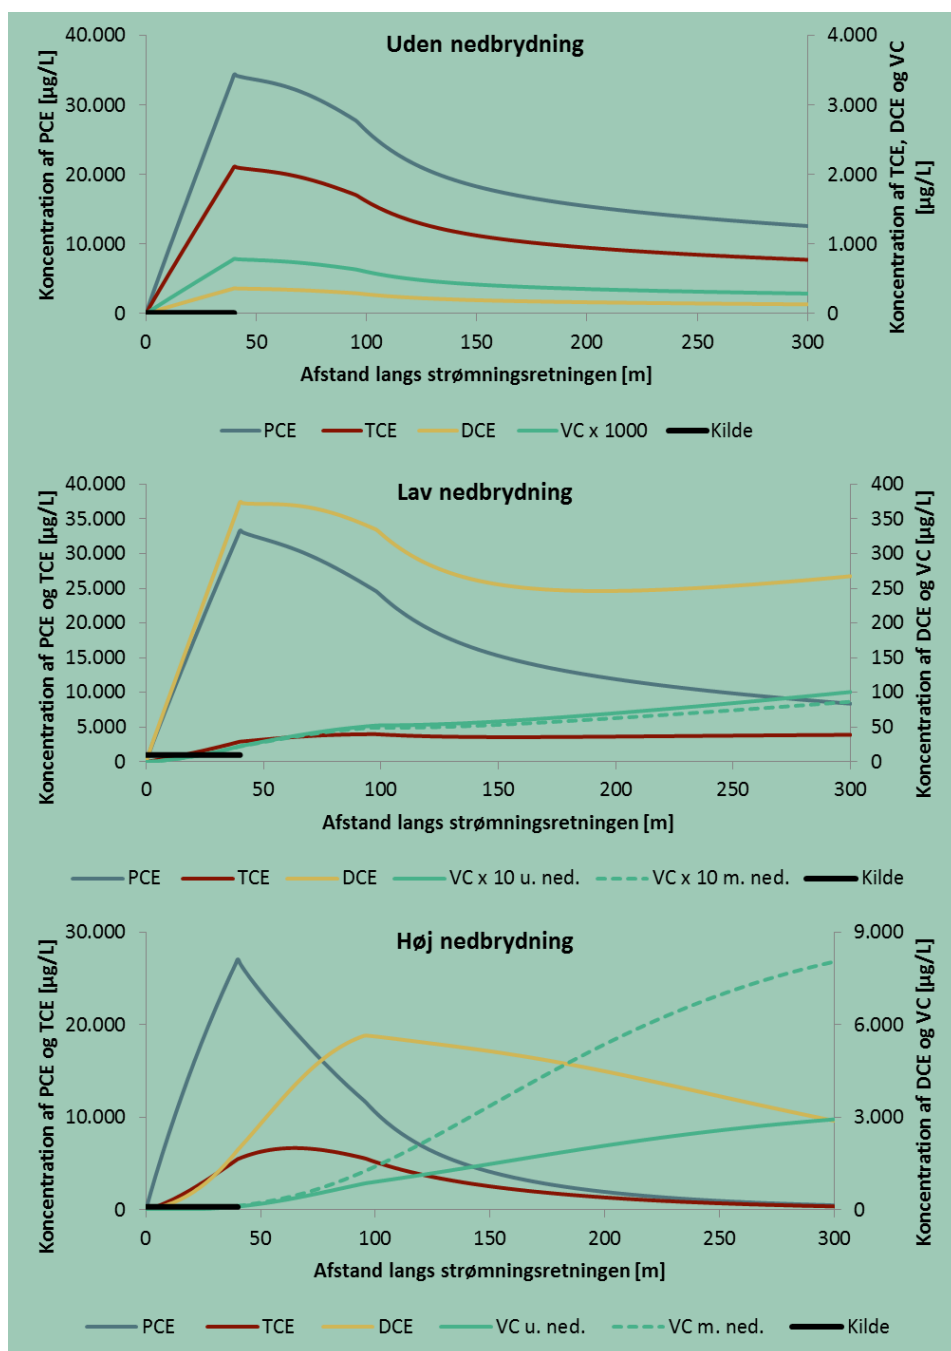 Uden nedbrydning
Koncentration af PCE [µg/L]
40.000
30.000
20.000
10.000
0
4.000
3.000
2.000
1.000
0
Koncentration af TCE, DCE og VC
[µg/L]
0 50 100 150 200 250 300
Afstand langs strømningsretningen [m]
PCE TCE DCE VC x 1000 Kilde
Lav nedbrydning
Koncentration af PCE og TCE [µg/L]
40.000
35.000
30.000
25.000
20.000
15.000
10.000
5.000
0
400
350
300
250
200
150
100
50
0
Koncentration af DCE og VC [µg/L]
0 50 100 150 200 250 300
Afstand langs strømningsretningen [m]
PCE TCE DCE VC x 10 u. ned. VC x 10 m. ned. Kilde
Høj nedbrydning
Koncentration af PCE og TCE [µg/L]
30.000
20.000
10.000
0
9.000
6.000
3.000
0
Koncentration af DCE og VC [µg/L]
0 50 100 150 200 250 300
Afstand langs strømningsretningen [m]
PCE TCE DCE VC u. ned. VC m. ned. Kilde